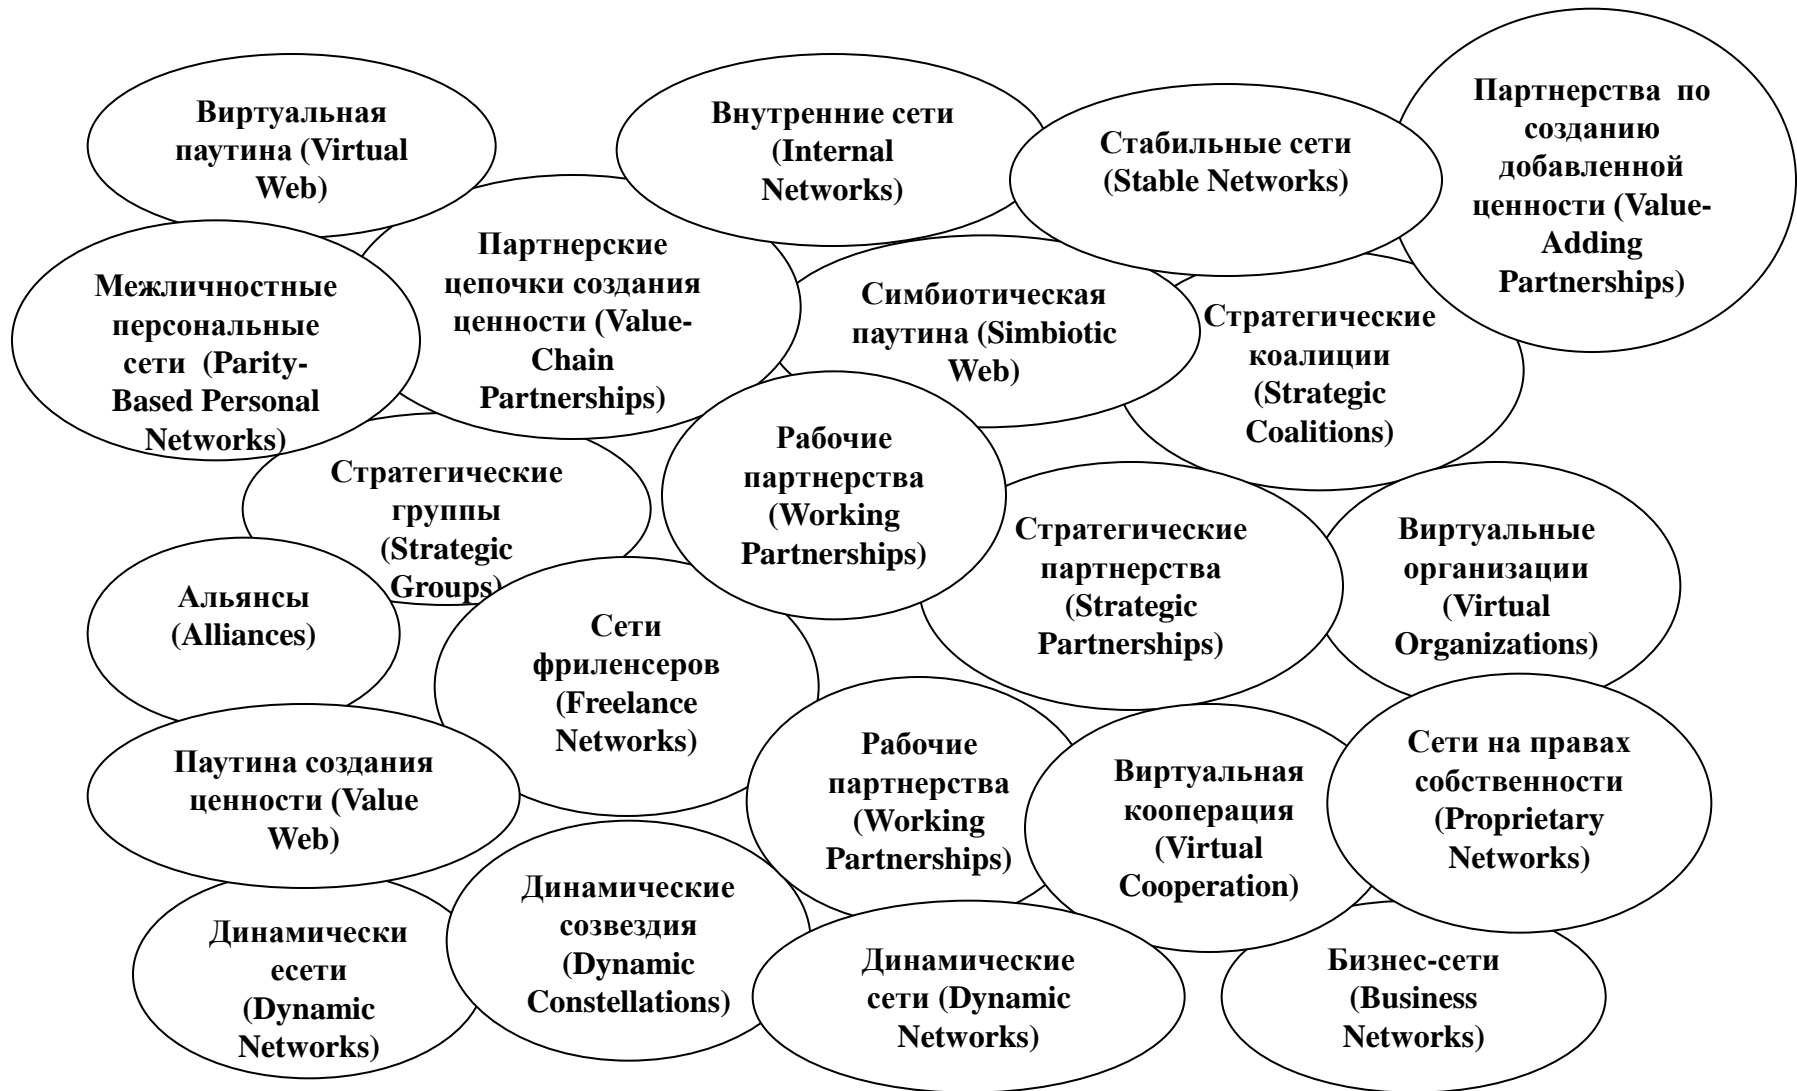 Виртуальная
паутина (Virtual
Web)
Внутренние сети
(Internal
Networks)
Стабильные сети
(Stable Networks)
Партнерства по
созданию
добавленной
ценности (Value-
Adding
Partnerships)
Межличностные
персональные
сети (Parity-
Based Personal
Networks)
Партнерские
цепочки создания
ценности (Value-
Chain
Partnerships)
Симбиотическая
паутина (Simbiotic
Web)
Стратегические
коалиции
(Strategic
Coalitions)
Стратегические
группы
(Strategic
Groups)
Рабочие
партнерства
(Working
Partnerships)
Стратегические
партнерства
(Strategic
Partnerships)
Виртуальные
организации
(Virtual
Organizations)
Альянсы
(Alliances)
Сети
фриленсеров
(Freelance
Networks)
Паутина создания
ценности (Value
Web)
Рабочие
партнерства
(Working
Partnerships)
Виртуальная
кооперация
(Virtual
Cooperation)
Сети на правах
собственности
(Proprietary
Networks)
Динамически
есети
(Dynamic
Networks)
Динамические
созвездия
(Dynamic
Constellations)
Динамические
сети (Dynamic
Networks)
Бизнес-сети
(Business
Networks)